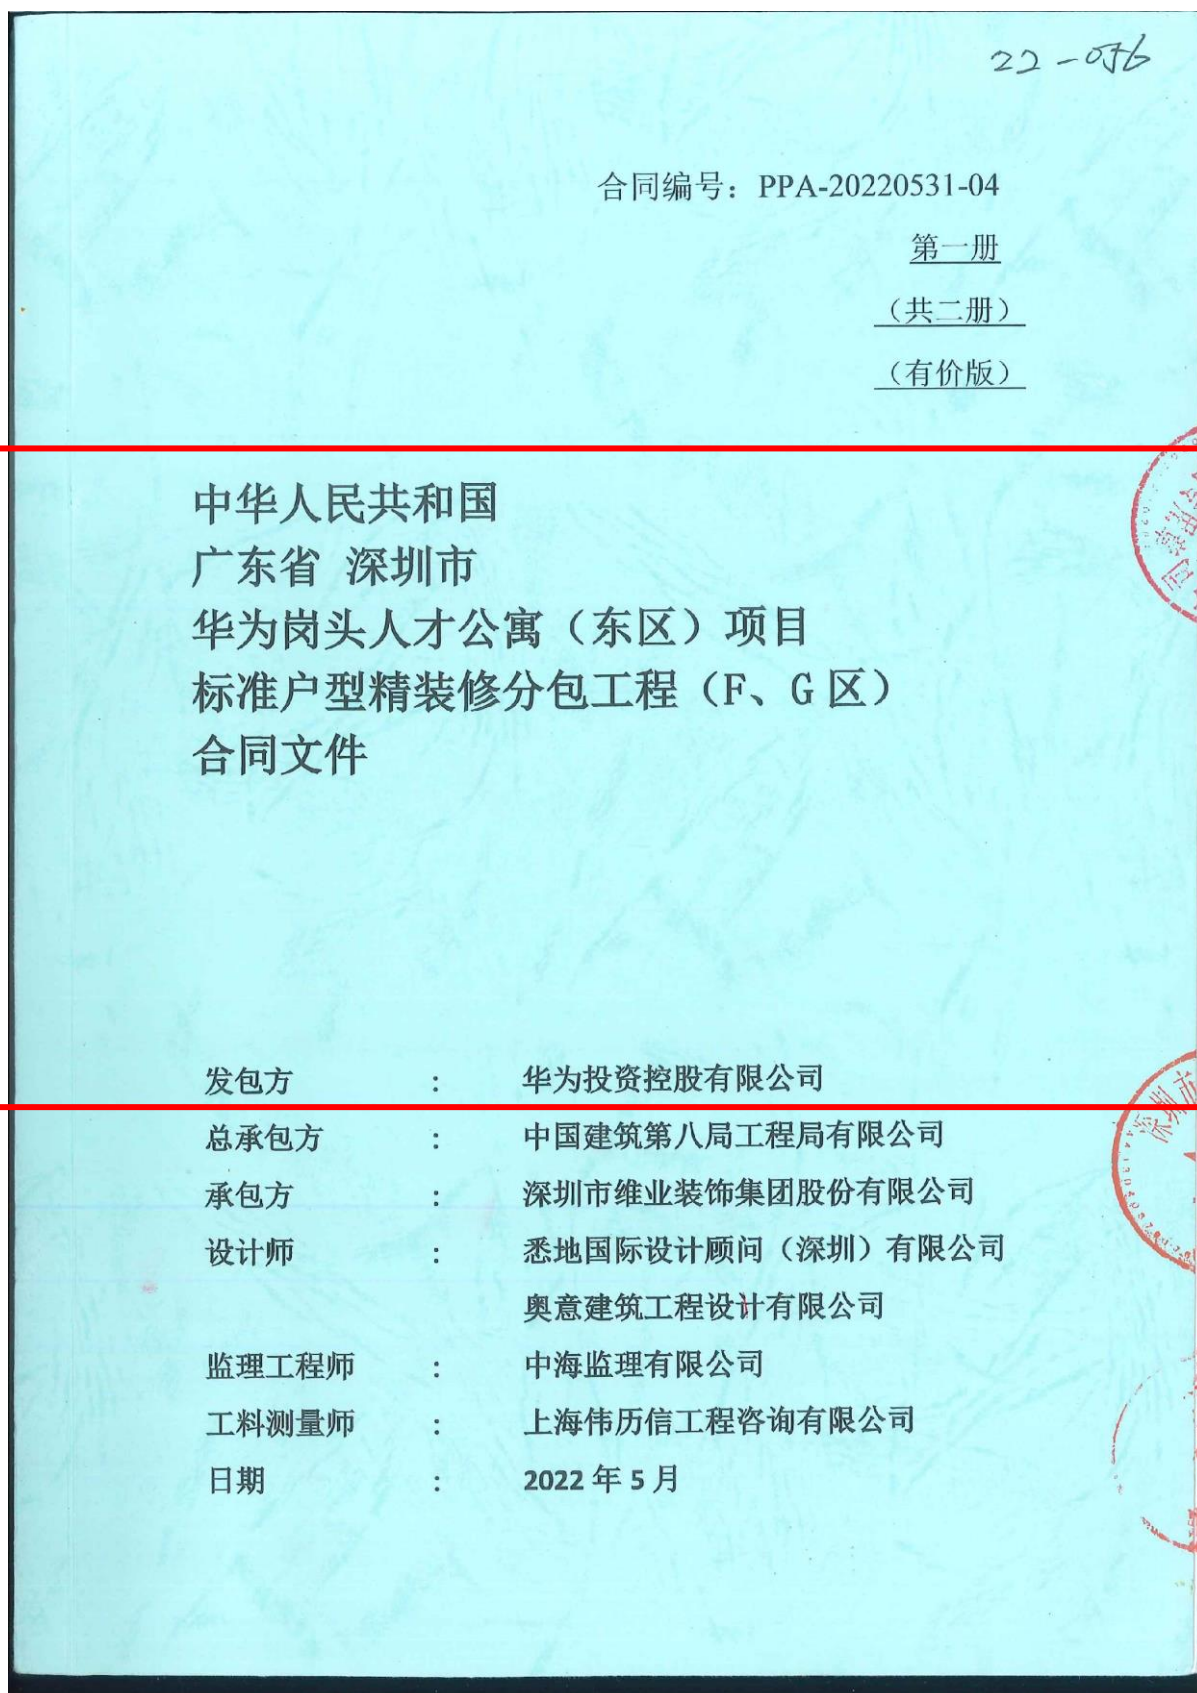 22-056
合同编号：PPA-20220531-04
第一册
（共二册）
（有价版）
中华人民共和国
广东省 深圳市
华为岗头人才公寓（东区）项目
标准户型精装修分包工程（F、G区）
合同文件
发包方 : 华为投资控股有限公司
总承包方 : 中国建筑第八局工程局有限公司
承包方 : 深圳市维业装饰集团股份有限公司
设计师 : 悉地国际设计顾问（深圳）有限公司
奥意建筑工程设计有限公司
监理工程师 : 中海监理有限公司
工料测量师 : 上海伟历信工程咨询有限公司
日期 : 2022年5月
深圳市